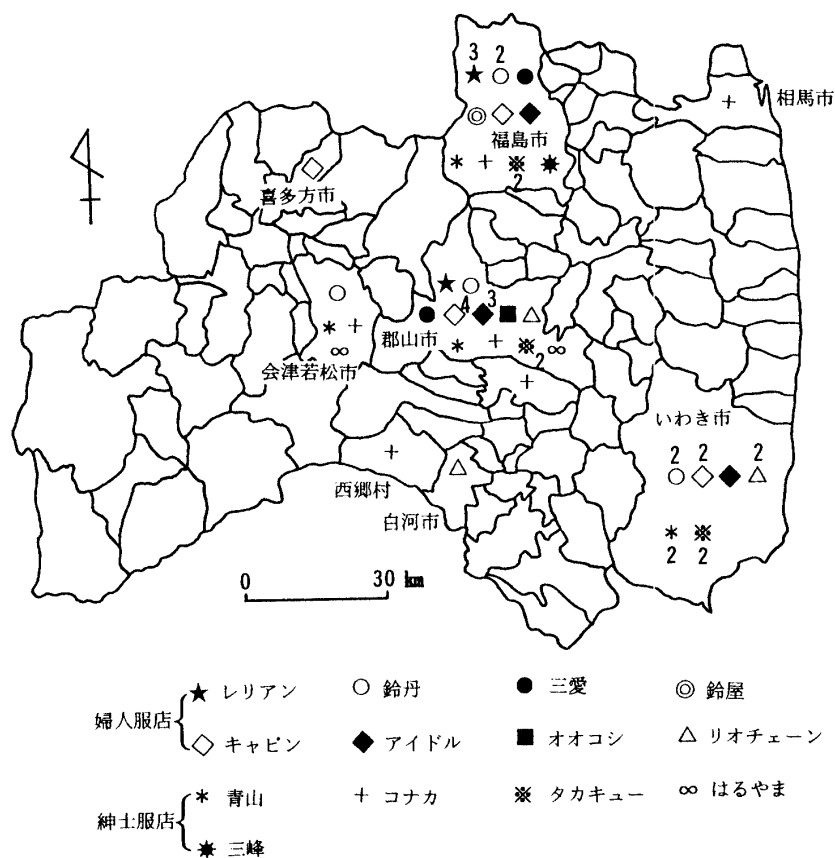 3 2
相馬市
福島市
2
喜多方市
4 3
郡山市
2
会津若松市
いわき市
2 2 2
西郷村
白河市
2 2
0 30 km
婦人服店 レリアン 鈴丹 三愛 鈴屋
キャビン アイドル オオコシ リオチェーン
紳士服店 青山 コナカ タカキュー はるやま
三峰